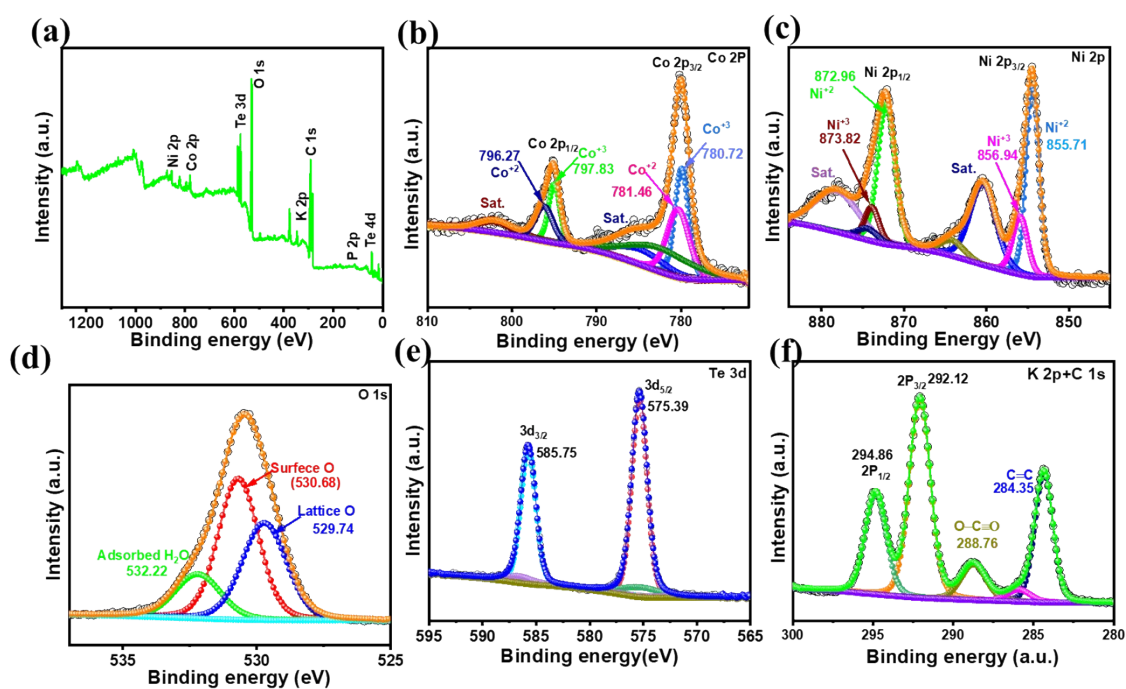 (a)
O 1s
Te 3d
C 1s
Ni 2p
Co 2p
K 2p
P 2p
Te 4d
Intensity (a.u.)
1200 1000 800 600 400 200 0
Binding energy (eV)
(b)
Co 2P
Co 2p3/2
Co 2p1/2
Co+3
797.83
796.27
Co+2
Co+3
780.72
Co+2
781.46
Sat.
Sat.
Intensity (a.u.)
810 800 790 780
Binding energy (eV)
(c)
Ni 2p
872.96
Ni+2
Ni 2p1/2
Ni 2p3/2
Ni+3
873.82
Ni+2
855.71
Ni+3
856.94
Sat.
Sat.
Intensity (a.u.)
880 870 860 850
Binding Energy (eV)
(d)
O 1s
Surfece O
(530.68)
Lattice O
529.74
Adsorbed H2O
532.22
Intensity (a.u.)
535 530 525
Binding energy (eV)
(e)
Te 3d
3d5/2
575.39
3d3/2
585.75
Intensity (a.u.)
595 590 585 580 575 570 565
Binding energy(eV)
(f)
K 2p+C 1s
2P3/2 292.12
294.86
2P1/2
C=C
284.35
O–C=O
288.76
Intensity (a.u.)
300 295 290 285 280
Binding energy (a.u.)